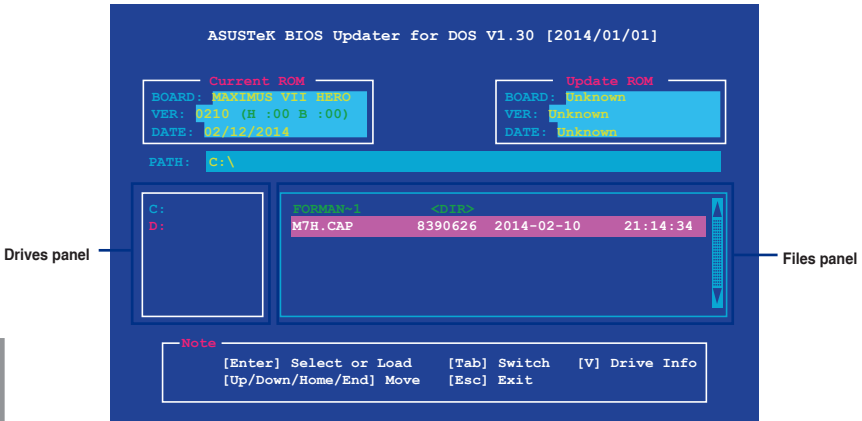 ASUSTeK BIOS Updater for DOS V1.30 [2014/01/01]
Current ROM
BOARD: MAXIMUS VII HERO
VER: 0210 (H :00 B :00)
DATE: 02/12/2014
Update ROM
BOARD: Unknown
VER: Unknown
DATE: Unknown
PATH: C:\
Drives panel
C:
D:
FORMAN~1 <DIR>
M7H.CAP 8390626 2014-02-10 21:14:34
Files panel
Note
[Enter] Select or Load [Tab] Switch [V] Drive Info
[Up/Down/Home/End] Move [Esc] Exit